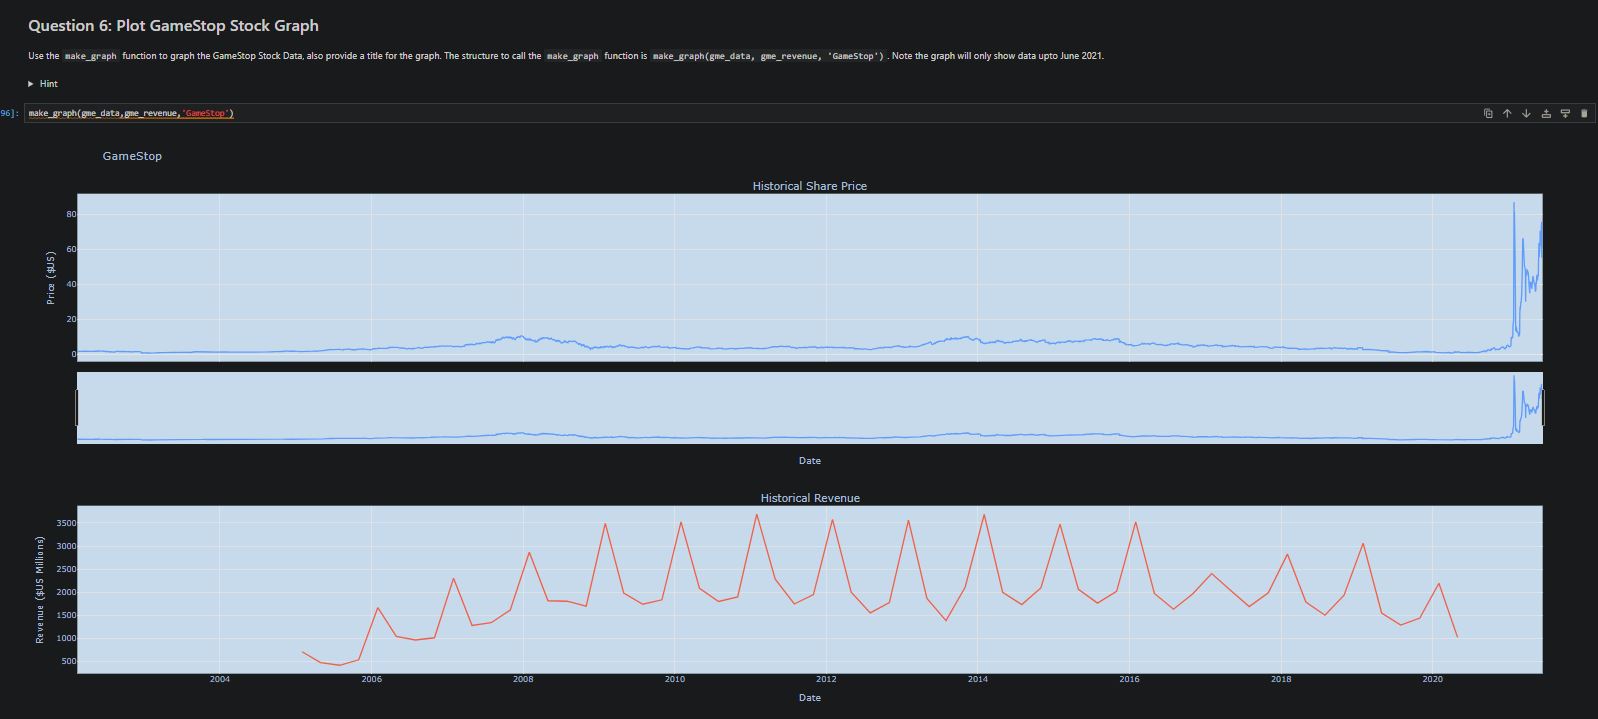 Question 6: Plot GameStop Stock Graph
Use the make_graph function to graph the GameStop Stock Data, also provide a title for the graph. The structure to call the make_graph function is make_graph(gme_data, gme_revenue, 'GameStop') . Note the graph will only show data upto June 2021.
Hint
96]:
make_graph(gme_data,gme_revenue,'GameStop')
GameStop
Historical Share Price
Price ($US)
80
60
40
20
0
Date
Historical Revenue
Revenue ($US Millions)
3500
3000
2500
2000
1500
1000
500
2004 2006 2008 2010 2012 2014 2016 2018 2020
Date